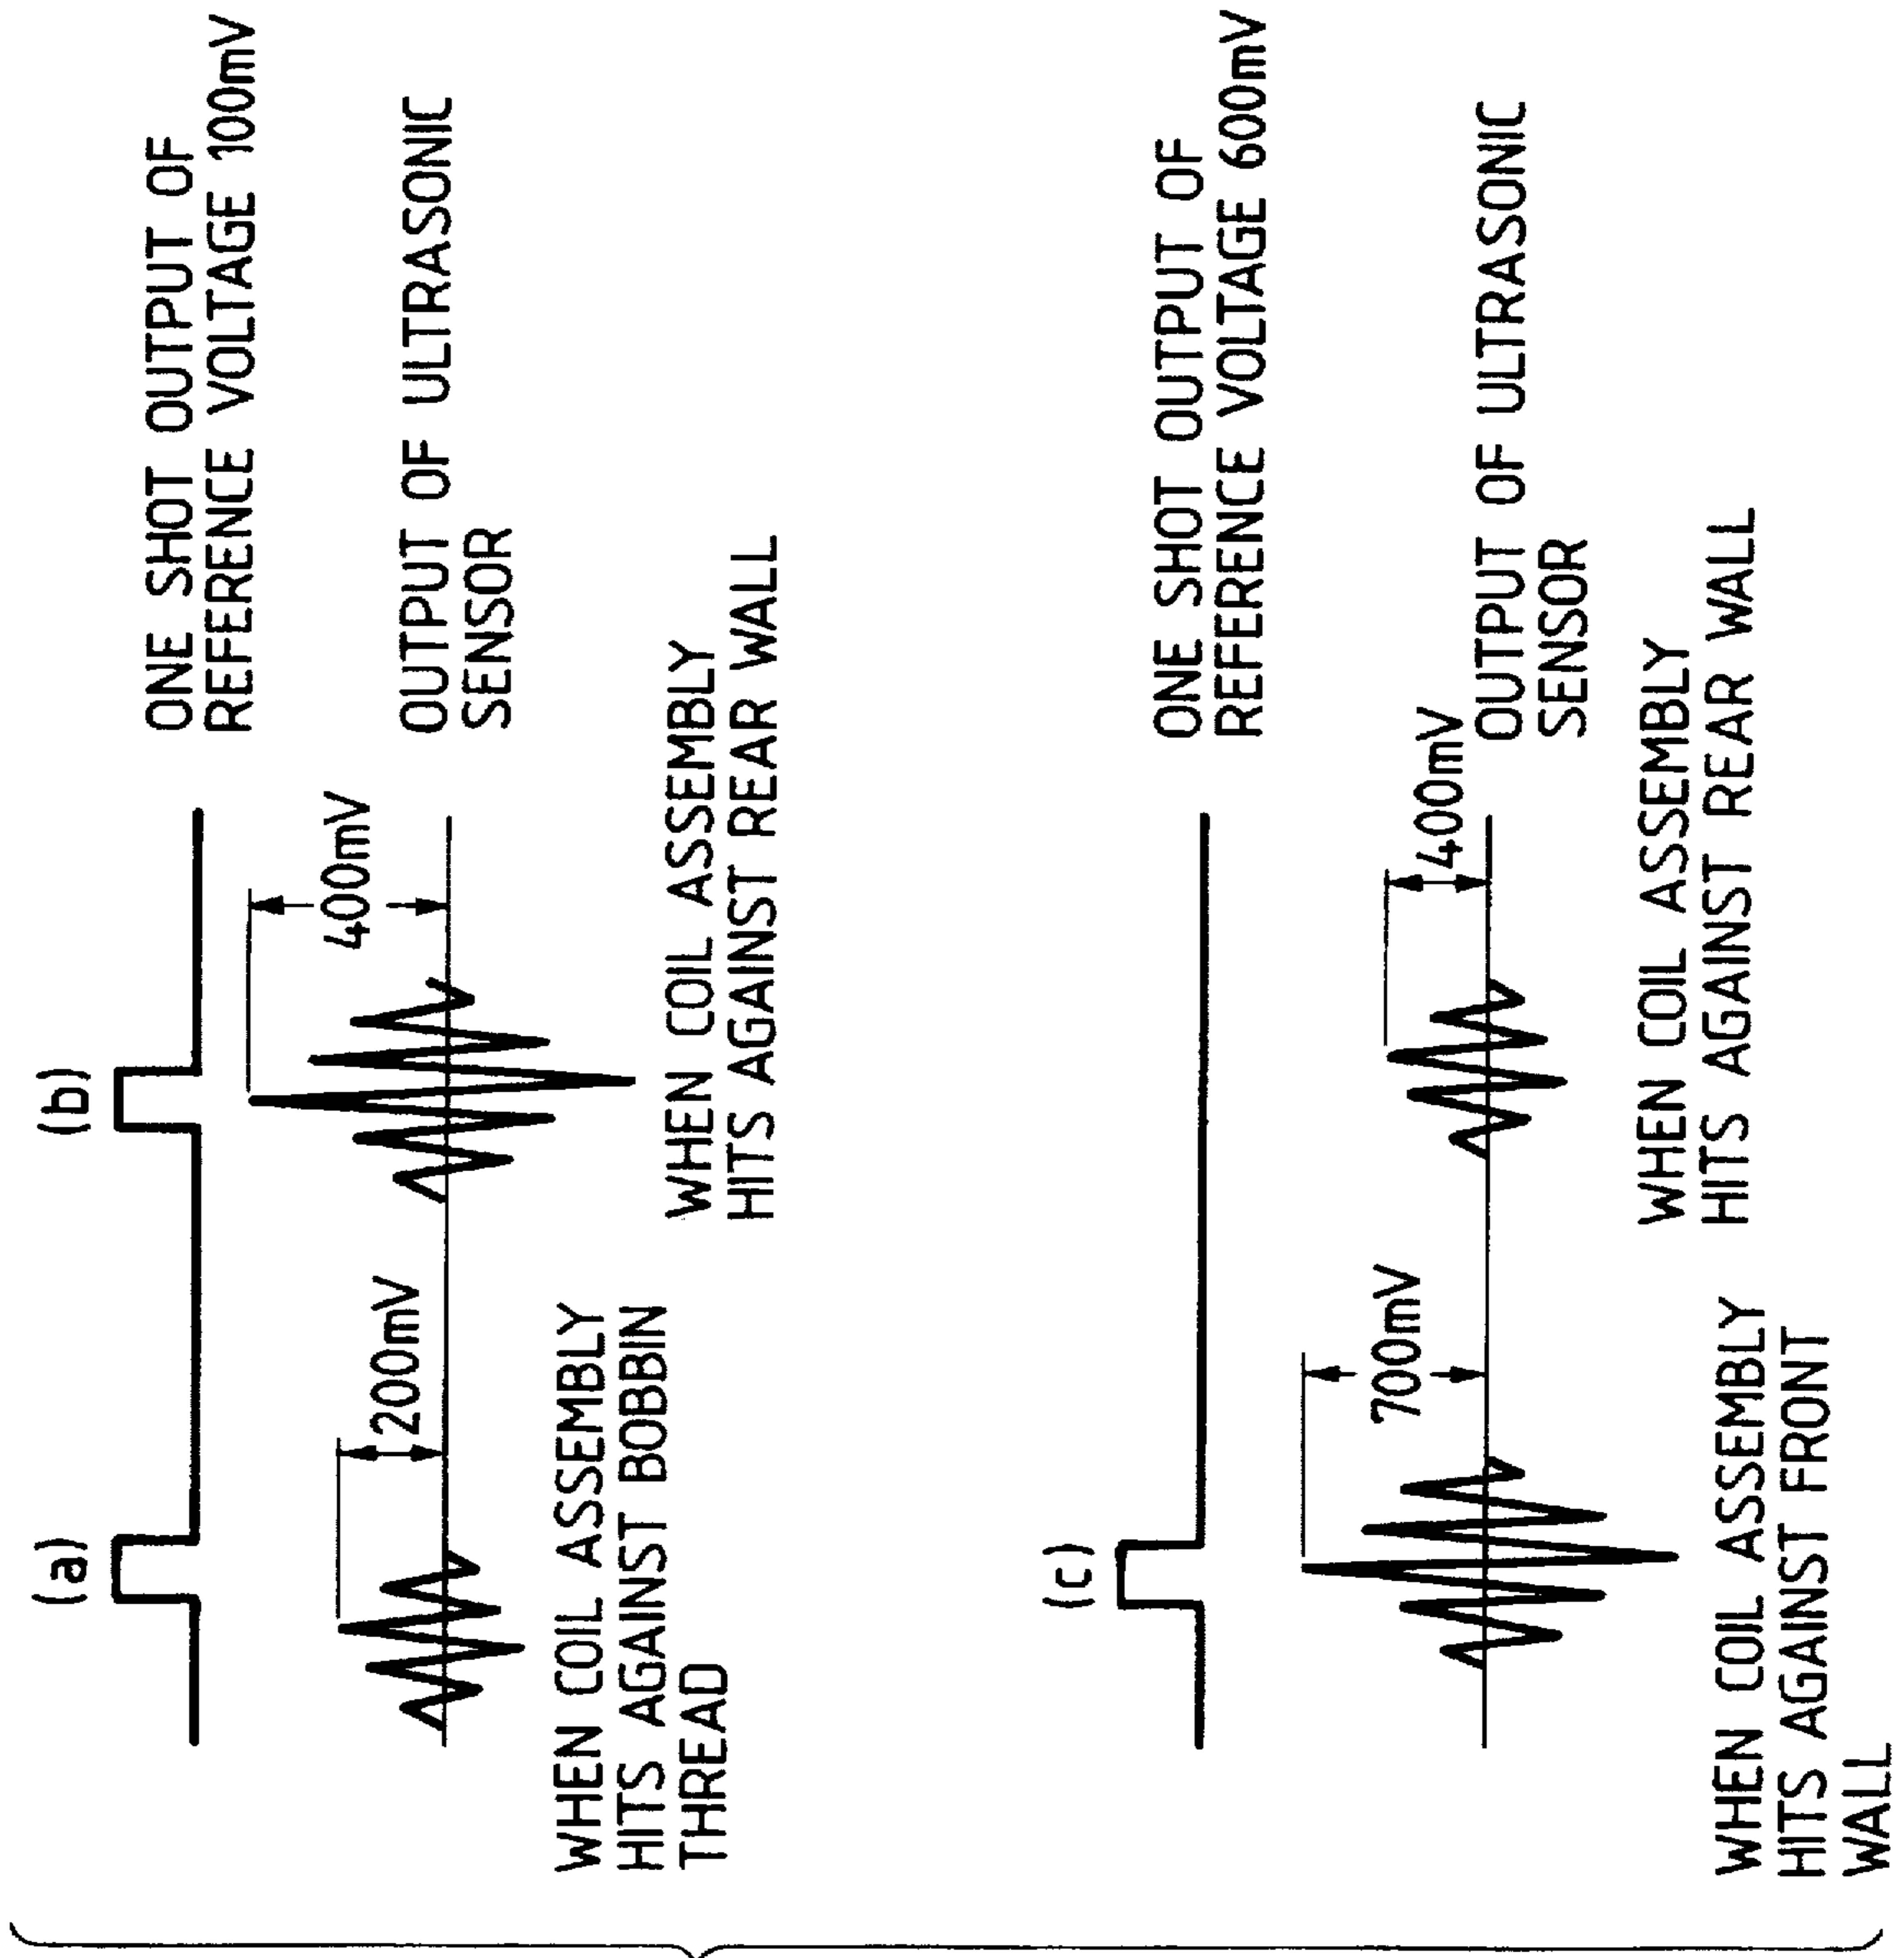 (a)
(b)
ONE SHOT OUTPUT OF
REFERENCE VOLTAGE 100mV
200mV
400mV
OUTPUT OF ULTRASONIC
SENSOR
WHEN COIL ASSEMBLY
HITS AGAINST BOBBIN
THREAD
WHEN COIL ASSEMBLY
HITS AGAINST REAR WALL
(c)
ONE SHOT OUTPUT OF
REFERENCE VOLTAGE 600mV
700mV
400mV
OUTPUT OF ULTRASONIC
SENSOR
WHEN COIL ASSEMBLY
HITS AGAINST FRONT
WALL
WHEN COIL ASSEMBLY
HITS AGAINST REAR WALL